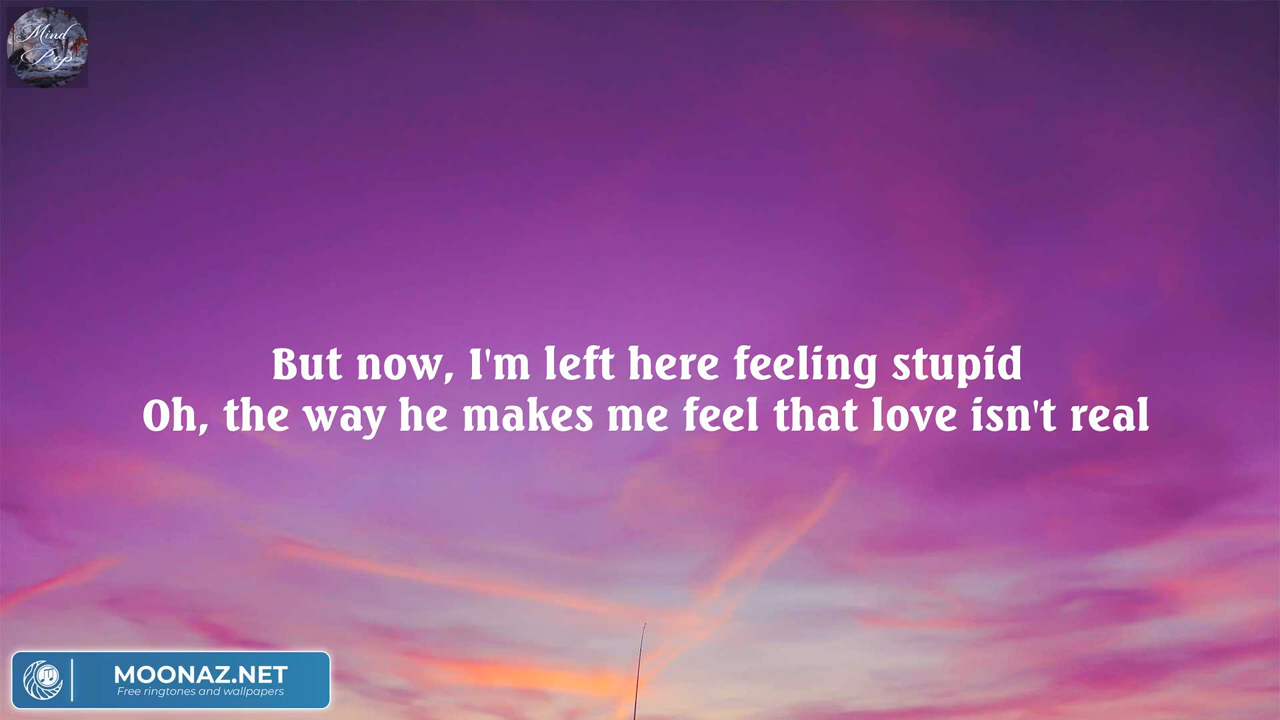 Mind
Pop
But now, I'm left here feeling stupid
Oh, the way he makes me feel that love isn't real
MOONAZ.NET
Free ringtones and wallpapers